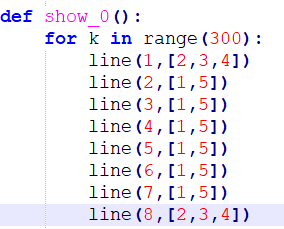 def show_0():
    for k in range(300):
        line(1,[2,3,4])
        line(2,[1,5])
        line(3,[1,5])
        line(4,[1,5])
        line(5,[1,5])
        line(6,[1,5])
        line(7,[1,5])
        line(8,[2,3,4])